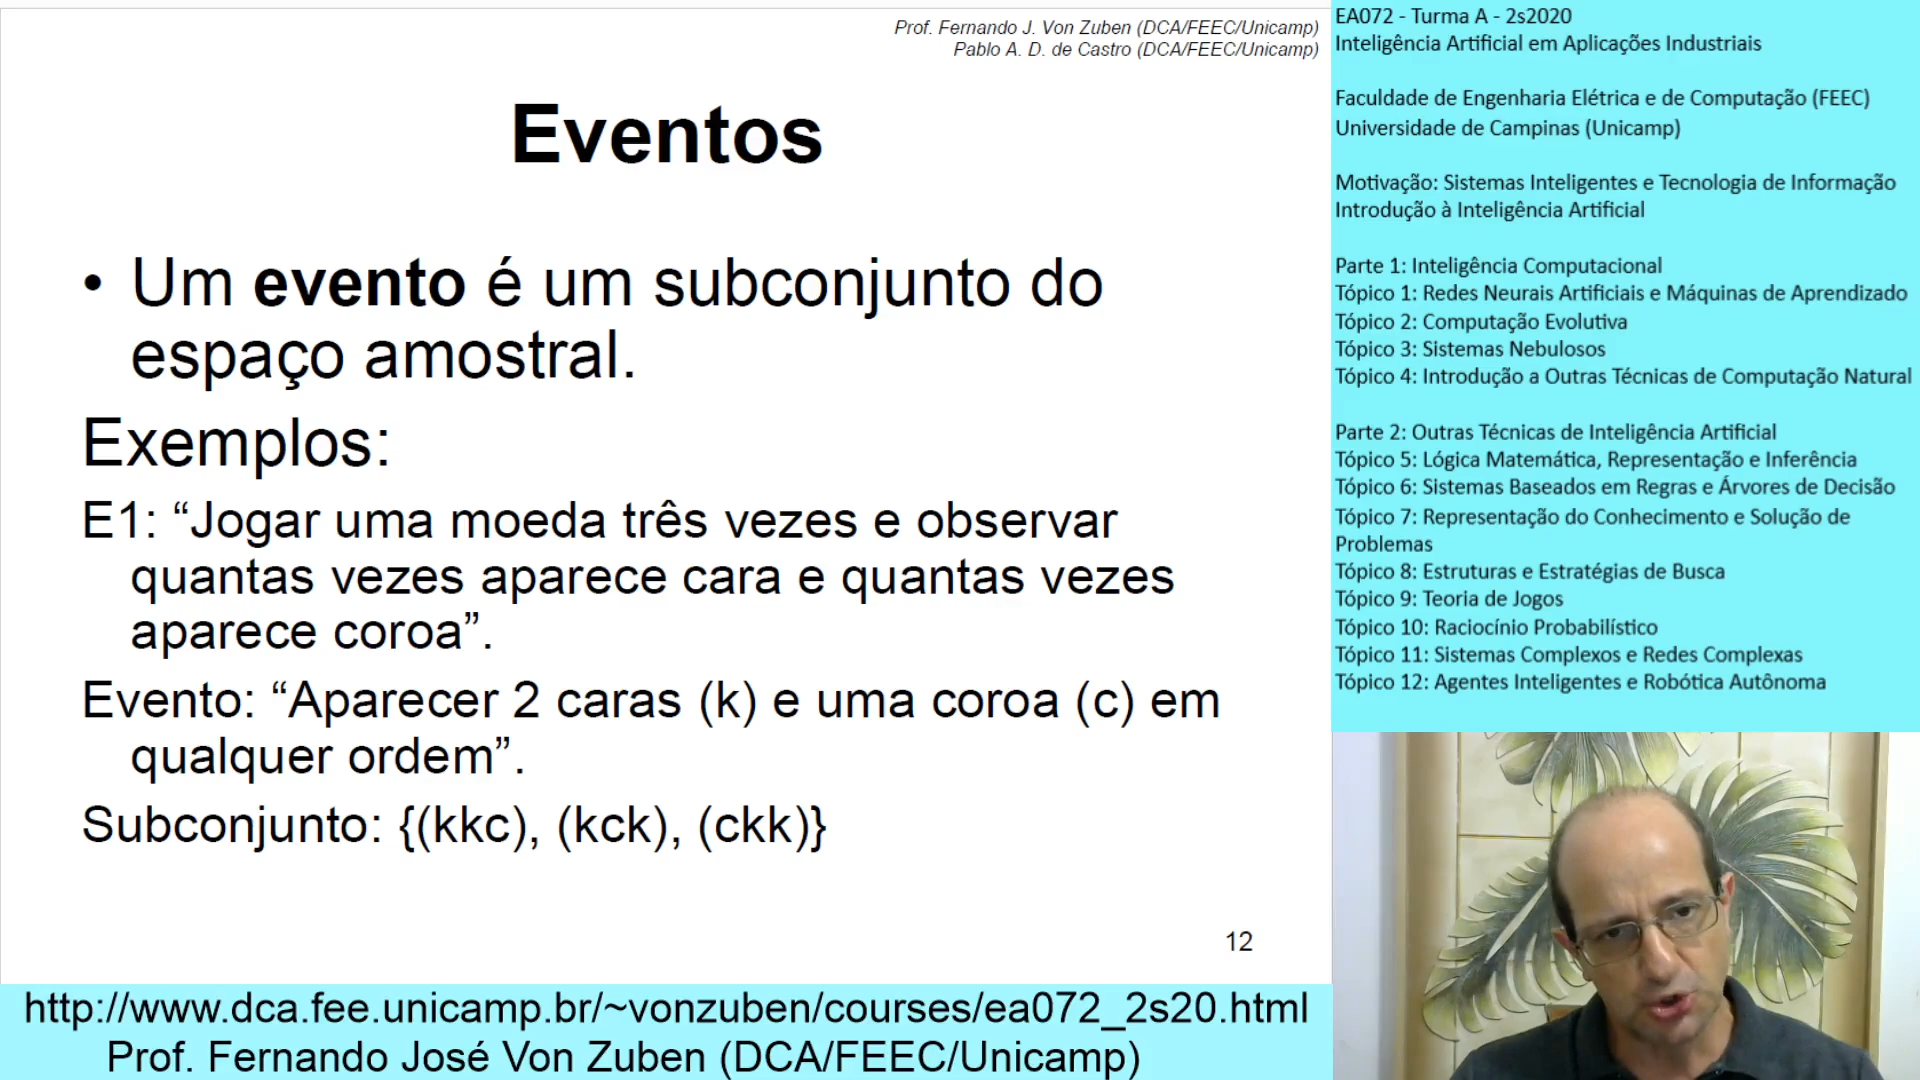 Prof. Fernando J. Von Zuben (DCA/FEEC/Unicamp)
Pablo A. D. de Castro (DCA/FEEC/Unicamp)
Eventos
• Um evento é um subconjunto do
espaço amostral.
Exemplos:
E1: “Jogar uma moeda três vezes e observar
quantas vezes aparece cara e quantas vezes
aparece coroa”.
Evento: “Aparecer 2 caras (k) e uma coroa (c) em
qualquer ordem”.
Subconjunto: {(kkc), (kck), (ckk)}
12
http://www.dca.fee.unicamp.br/~vonzuben/courses/ea072_2s20.html
Prof. Fernando José Von Zuben (DCA/FEEC/Unicamp)
EA072 - Turma A - 2s2020
Inteligência Artificial em Aplicações Industriais
Faculdade de Engenharia Elétrica e de Computação (FEEC)
Universidade de Campinas (Unicamp)
Motivação: Sistemas Inteligentes e Tecnologia de Informação
Introdução à Inteligência Artificial
Parte 1: Inteligência Computacional
Tópico 1: Redes Neurais Artificiais e Máquinas de Aprendizado
Tópico 2: Computação Evolutiva
Tópico 3: Sistemas Nebulosos
Tópico 4: Introdução a Outras Técnicas de Computação Natural
Parte 2: Outras Técnicas de Inteligência Artificial
Tópico 5: Lógica Matemática, Representação e Inferência
Tópico 6: Sistemas Baseados em Regras e Árvores de Decisão
Tópico 7: Representação do Conhecimento e Solução de
Problemas
Tópico 8: Estruturas e Estratégias de Busca
Tópico 9: Teoria de Jogos
Tópico 10: Raciocínio Probabilístico
Tópico 11: Sistemas Complexos e Redes Complexas
Tópico 12: Agentes Inteligentes e Robótica Autônoma